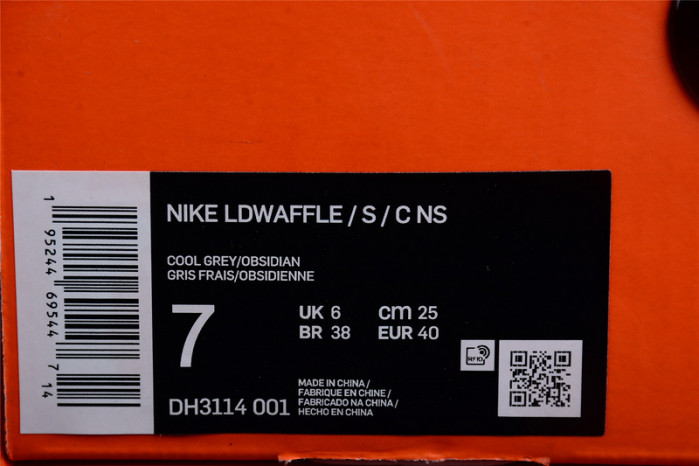 NIKE LDWAFFLE / S / C NS
COOL GREY/OBSIDIAN
GRIS FRAIS/OBSIDIENNE
7
UK 6 cm 25
BR 38 EUR 40
RFID
MADE IN CHINA /
FABRIQUE EN CHINE /
FABRICADO NA CHINA /
HECHO EN CHINA
DH3114 001
1 95244 69544 7 14